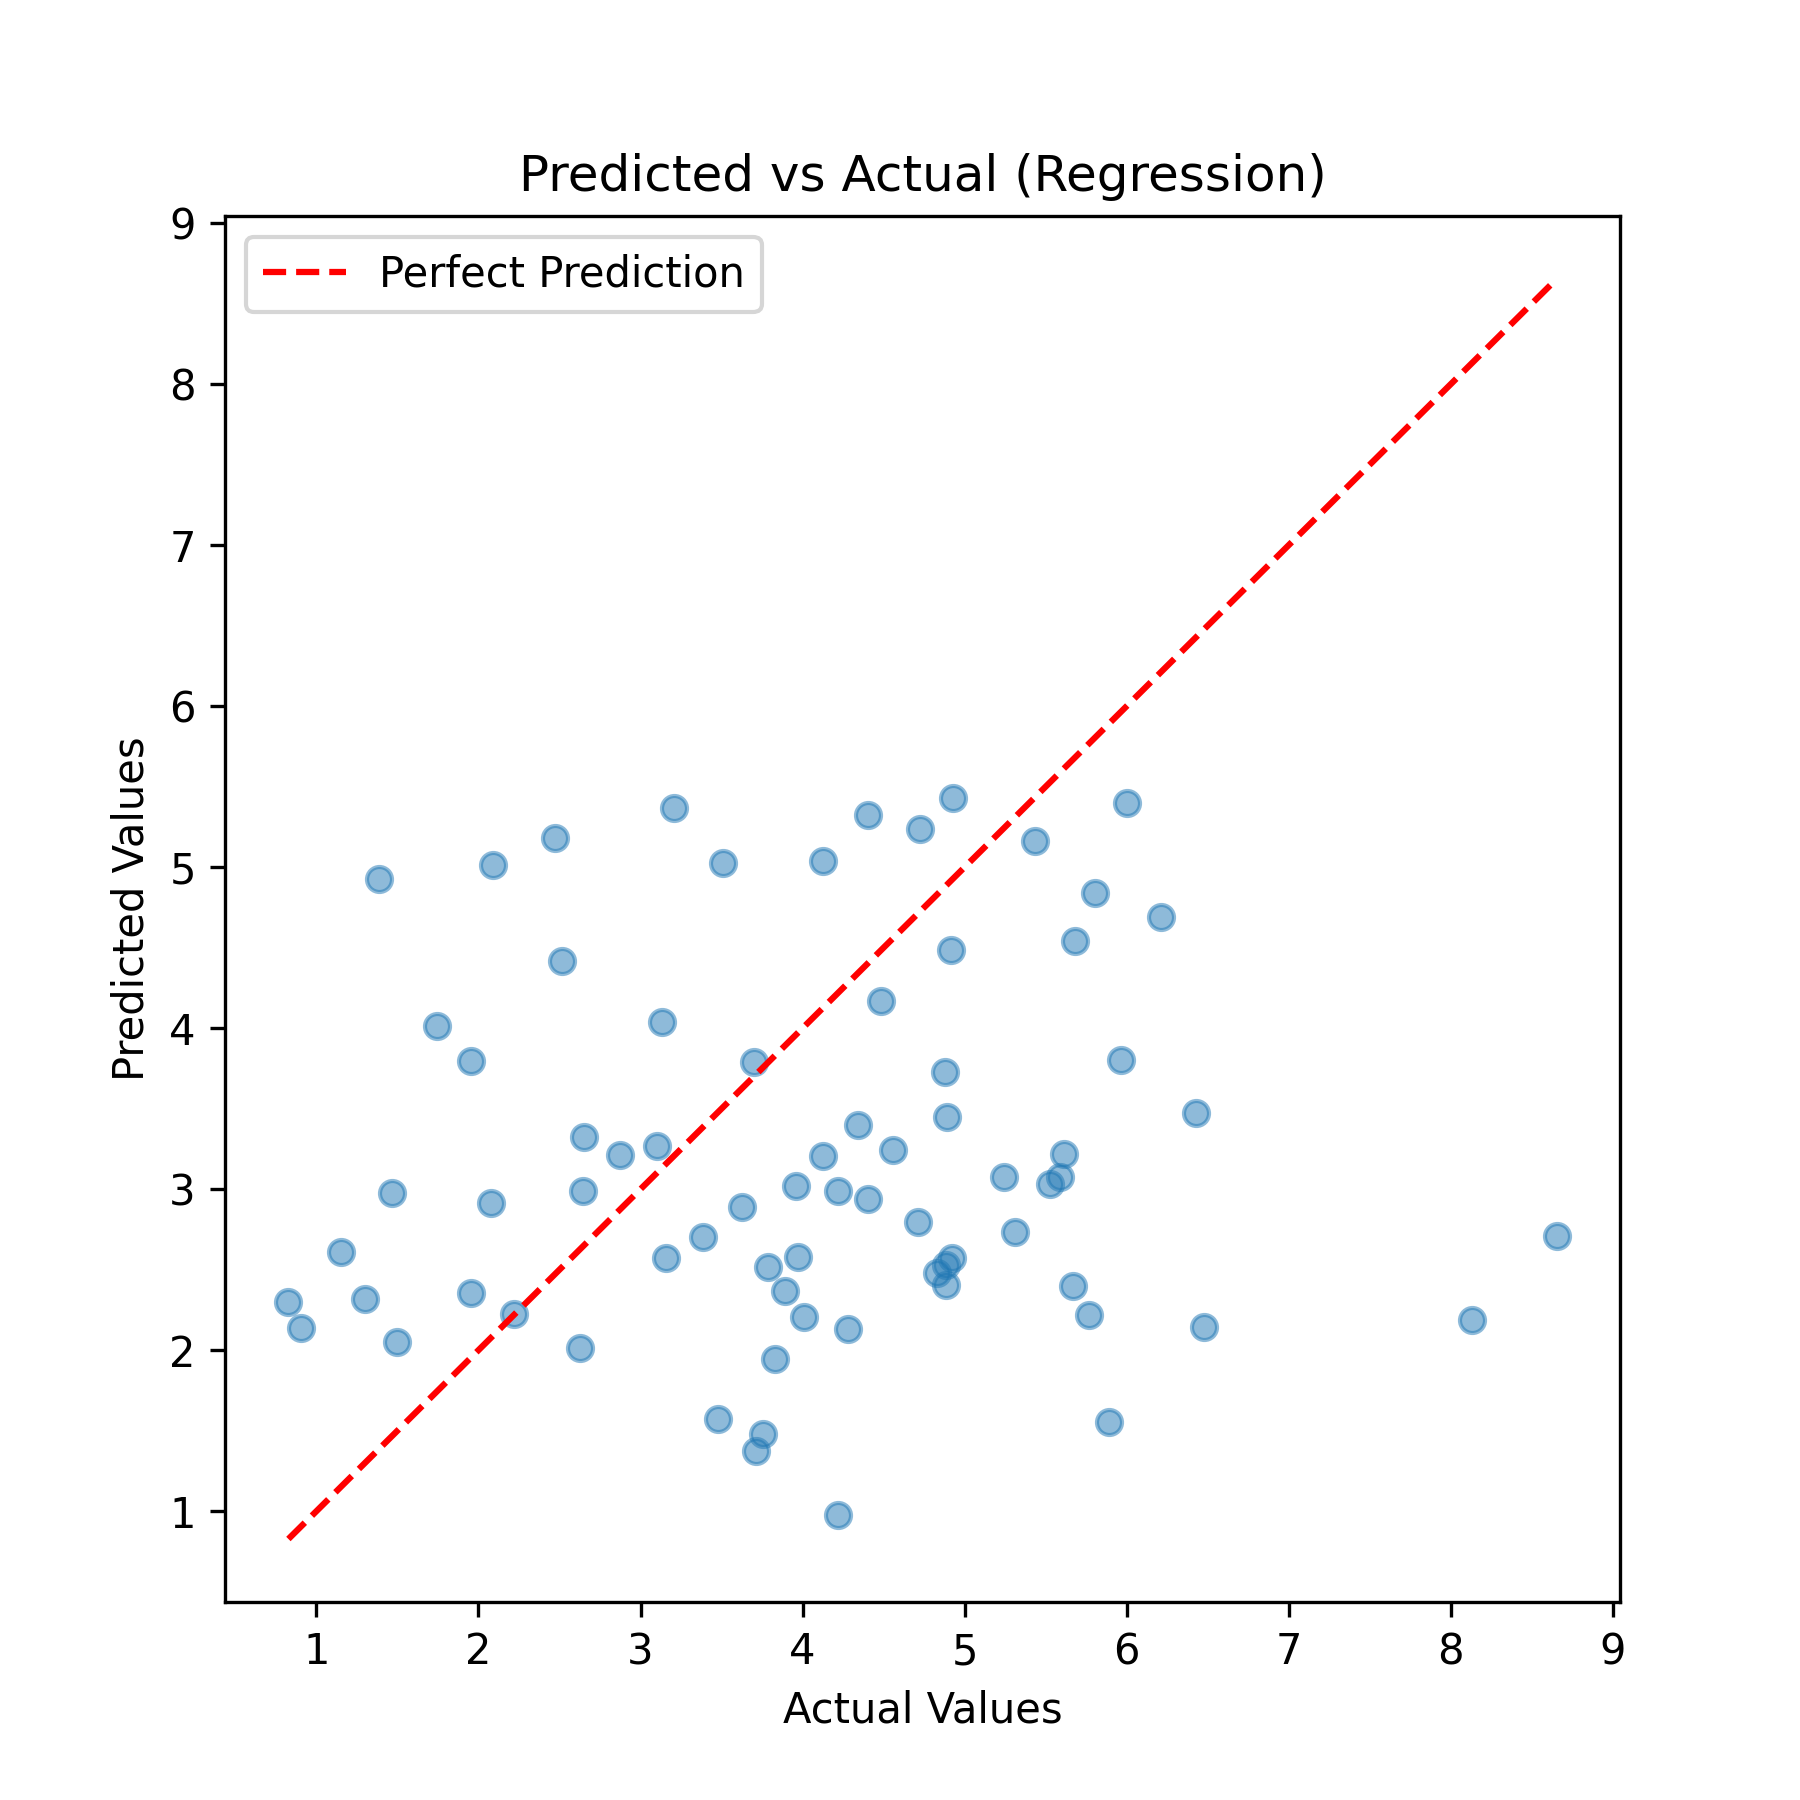 Predicted vs Actual (Regression)
Perfect Prediction
Predicted Values
9
8
7
6
5
4
3
2
1
1 2 3 4 5 6 7 8 9
Actual Values